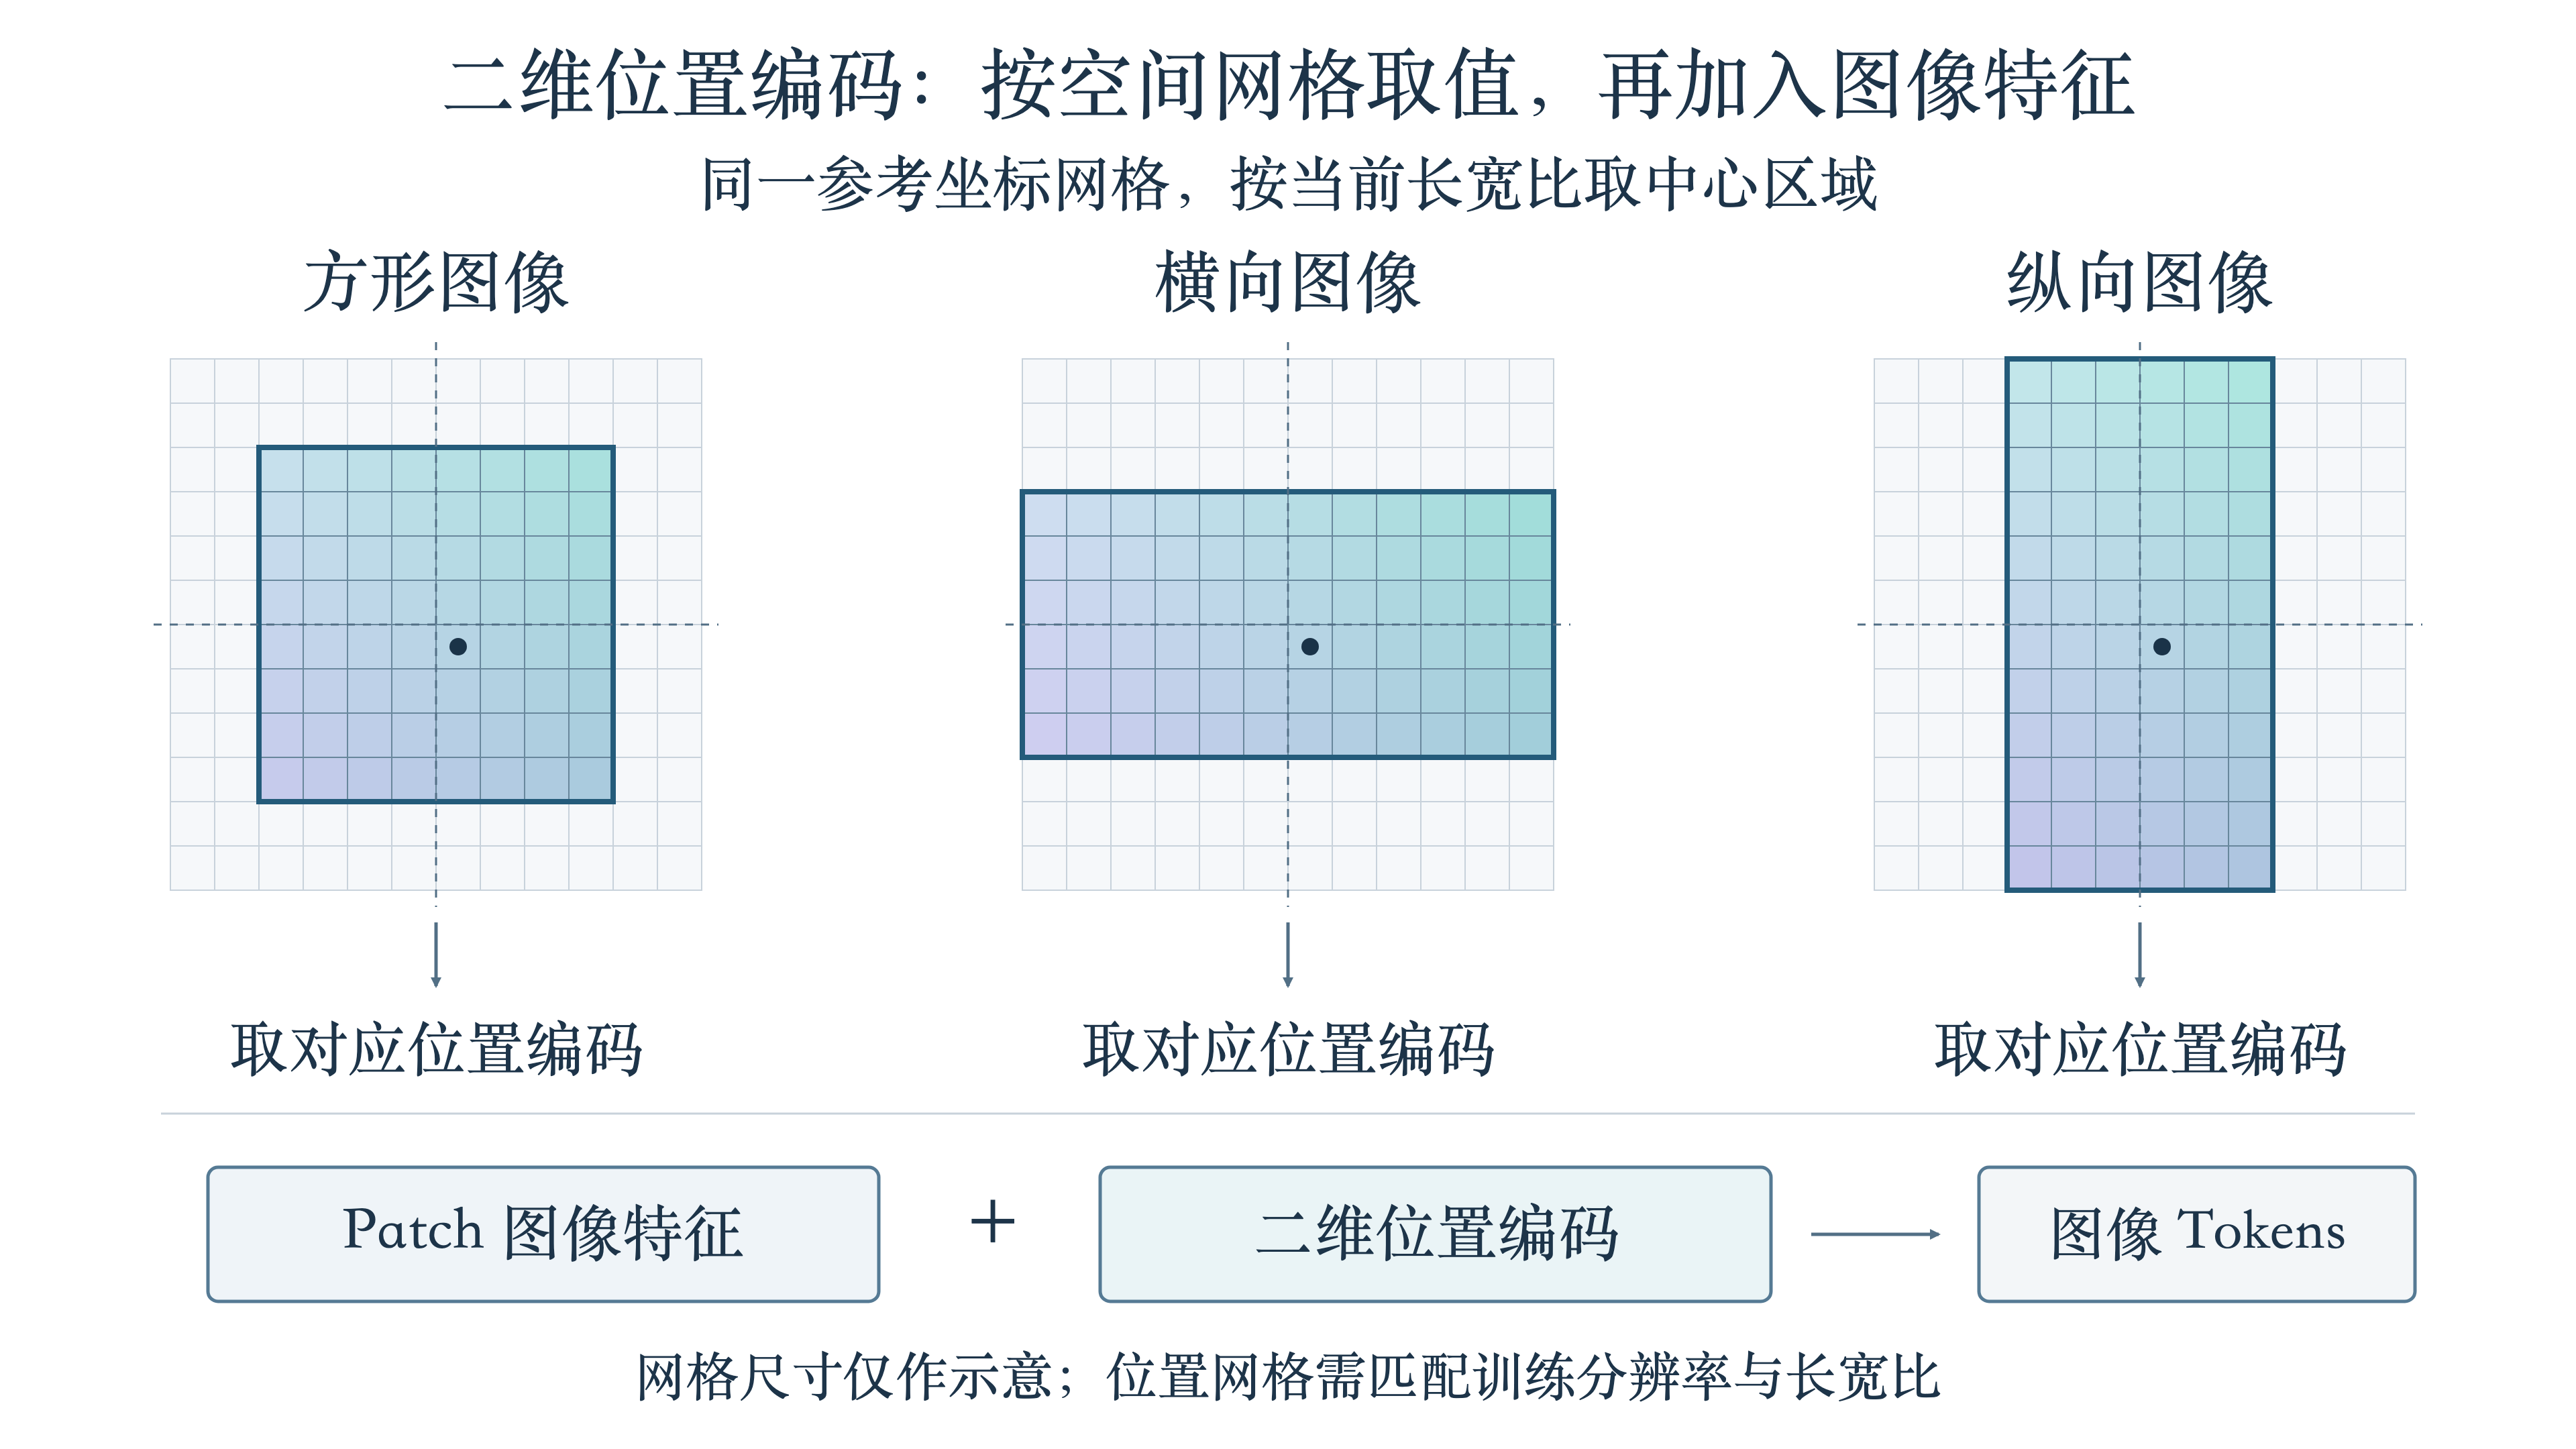 二维位置编码：按空间网格取值，再加入图像特征
同一参考坐标网格，按当前长宽比取中心区域
方形图像
横向图像
纵向图像
取对应位置编码
取对应位置编码
取对应位置编码
Patch 图像特征
+
二维位置编码
图像 Tokens
网格尺寸仅作示意；位置网格需匹配训练分辨率与长宽比